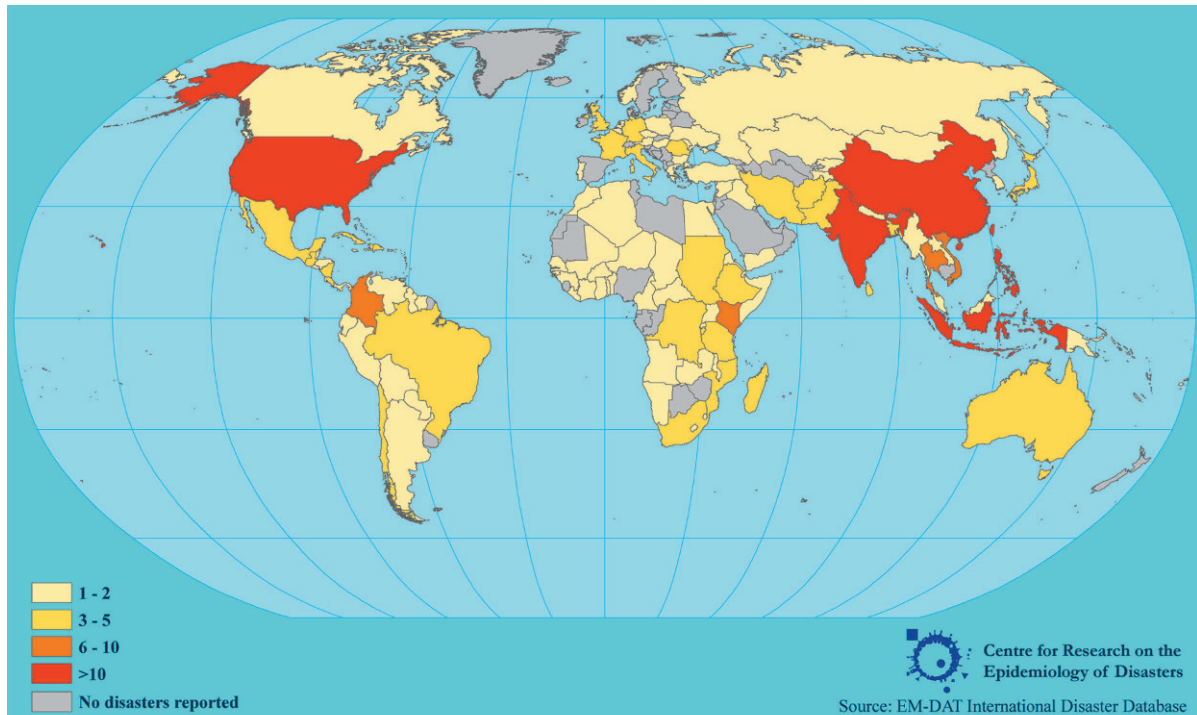 1 - 2
3 - 5
6 - 10
>10
No disasters reported
Centre for Research on the
Epidemiology of Disasters
Source: EM-DAT International Disaster Database